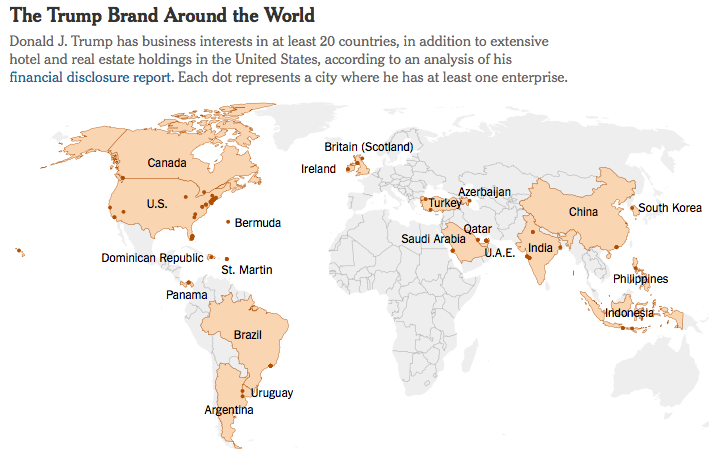 The Trump Brand Around the World
Donald J. Trump has business interests in at least 20 countries, in addition to extensive
hotel and real estate holdings in the United States, according to an analysis of his
financial disclosure report. Each dot represents a city where he has at least one enterprise.
Britain (Scotland)
Canada
Ireland
Azerbaijan
U.S.
Turkey
China
South Korea
Bermuda
Qatar
Saudi Arabia
U.A.E.
India
Dominican Republic
St. Martin
Philippines
Panama
Indonesia
Brazil
Uruguay
Argentina